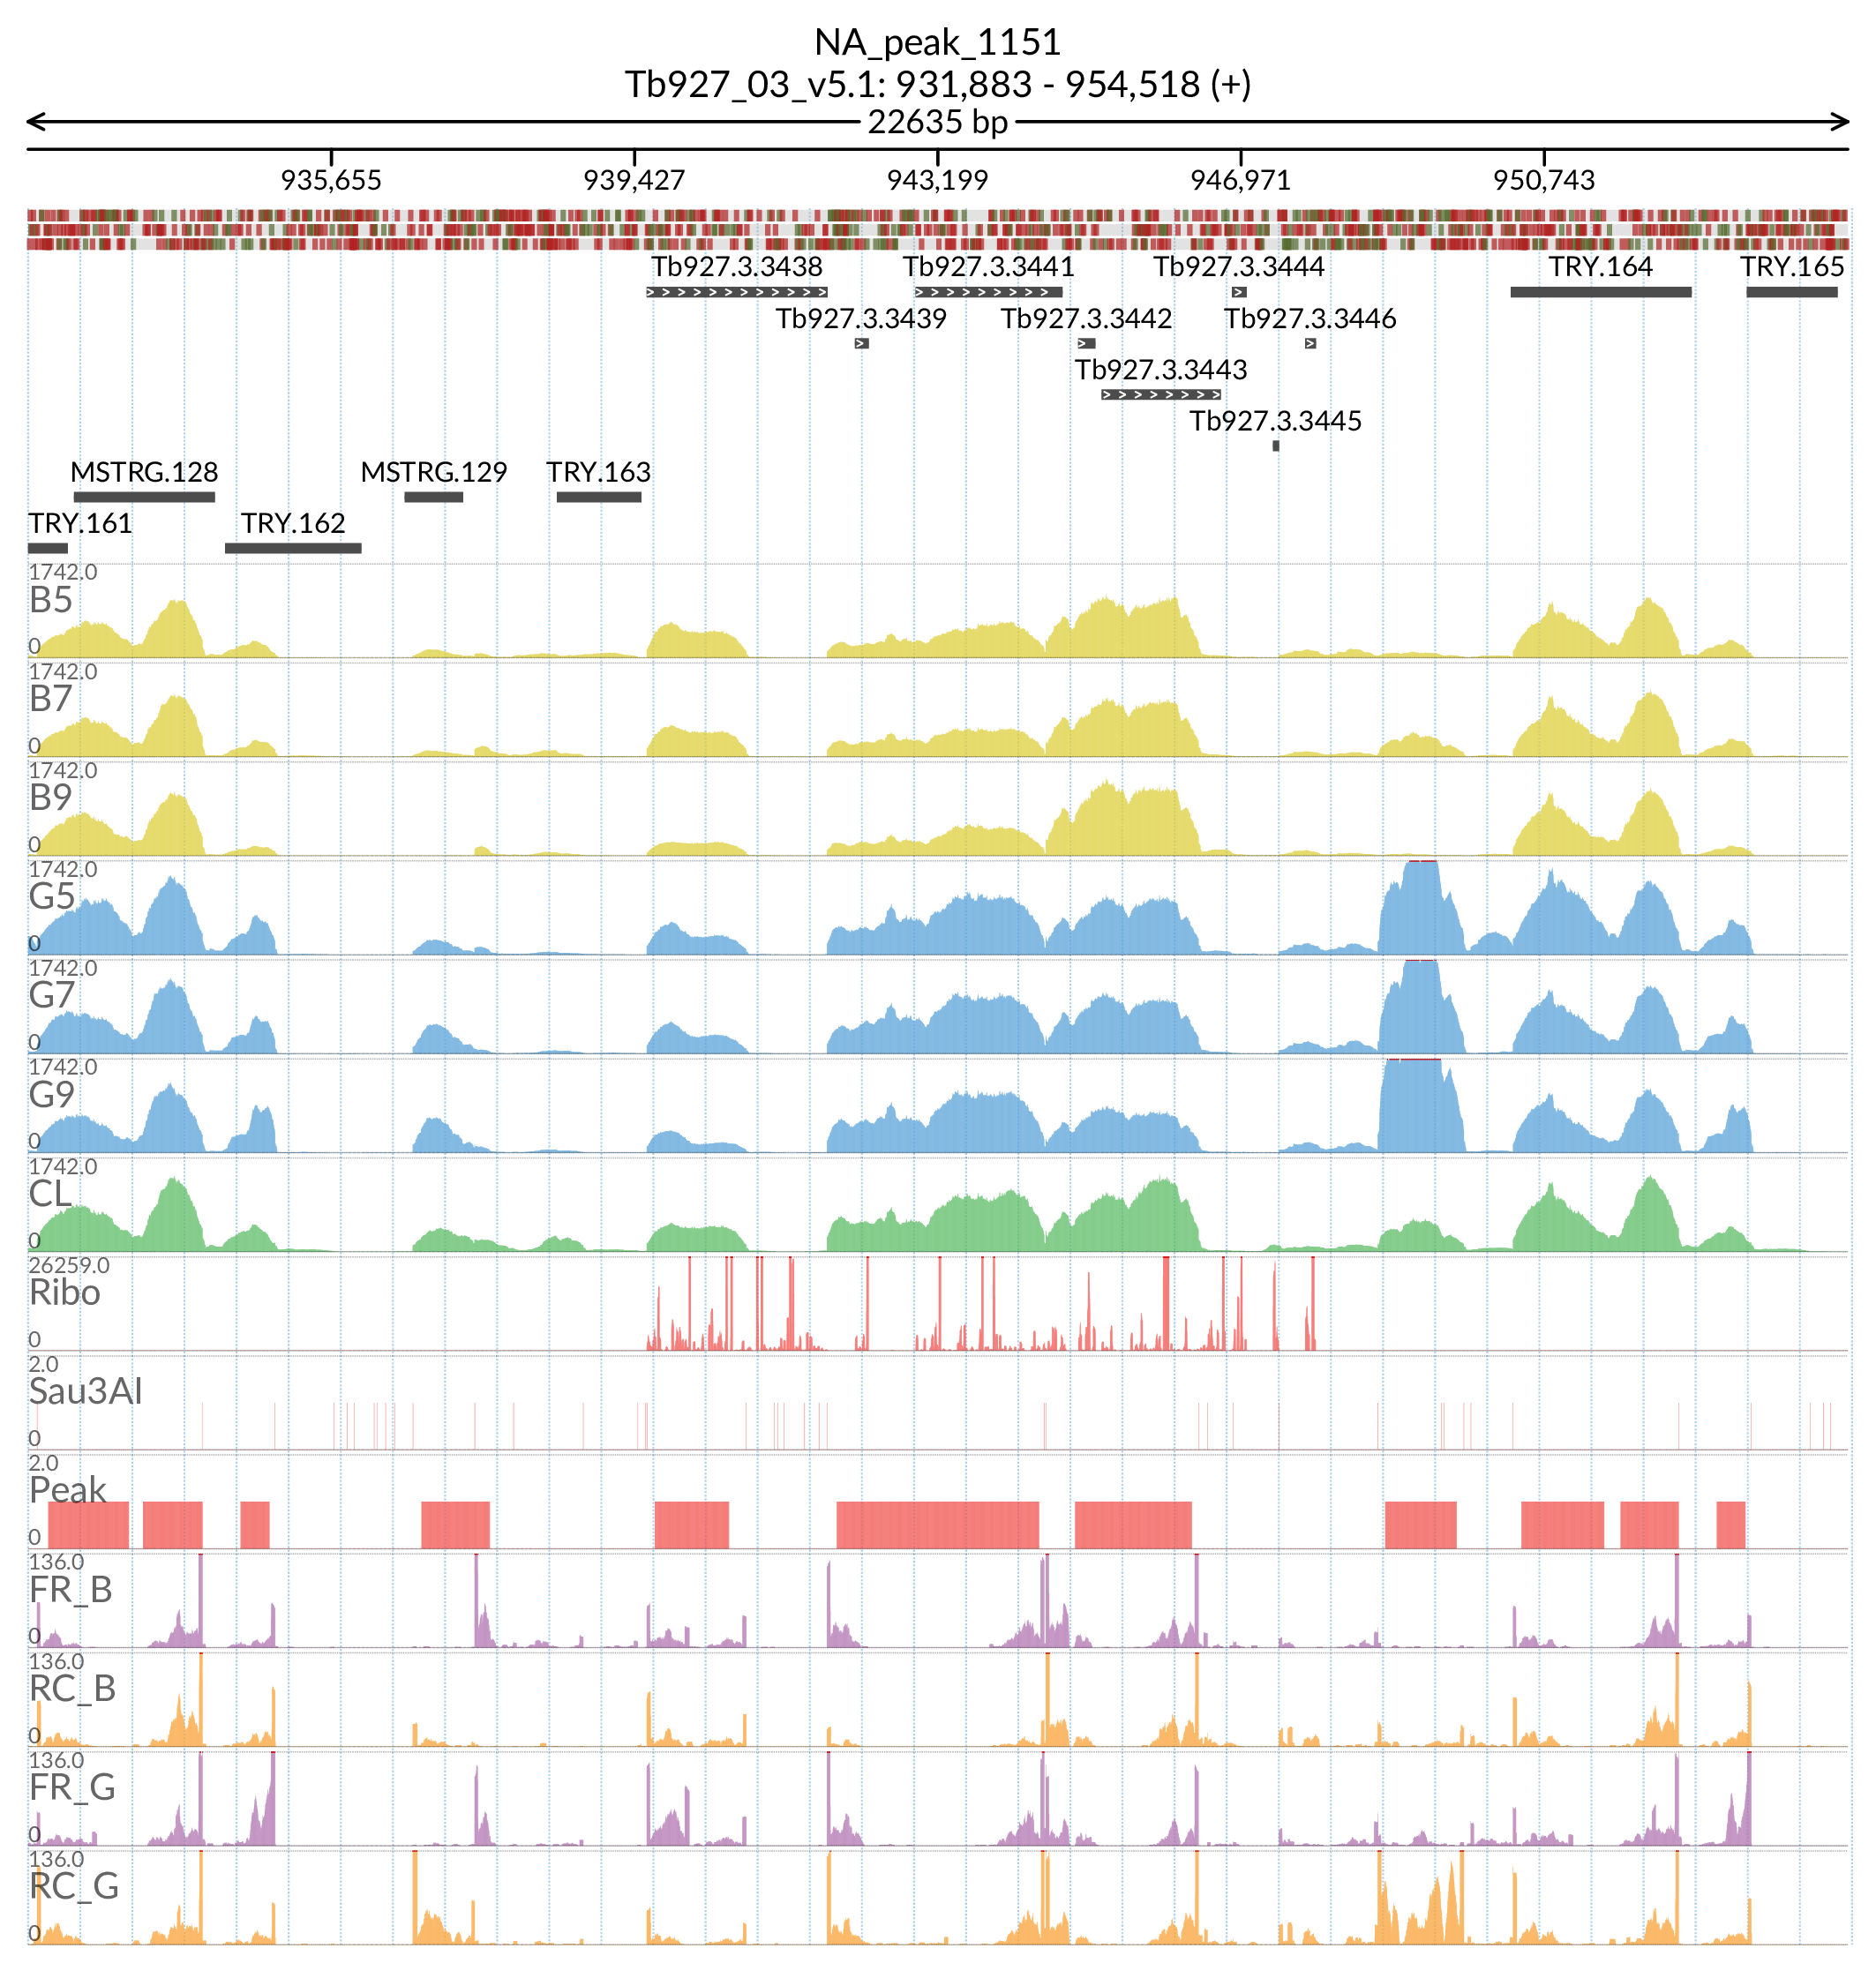 NA_peak_1151
Tb927_03_v5.1: 931,883 - 954,518 (+)
22635 bp
935,655 939,427 943,199 946,971 950,743
Tb927.3.3438 Tb927.3.3441 Tb927.3.3444 TRY.164 TRY.165
Tb927.3.3439 Tb927.3.3442 Tb927.3.3446
Tb927.3.3443
Tb927.3.3445
MSTRG.128 MSTRG.129 TRY.163
TRY.161 TRY.162
1742.0
B5
0
1742.0
B7
0
1742.0
B9
0
1742.0
G5
0
1742.0
G7
0
1742.0
G9
0
1742.0
CL
0
26259.0
Ribo
0
2.0
Sau3AI
0
2.0
Peak
0
136.0
FR_B
0
136.0
RC_B
0
136.0
FR_G
0
136.0
RC_G
0